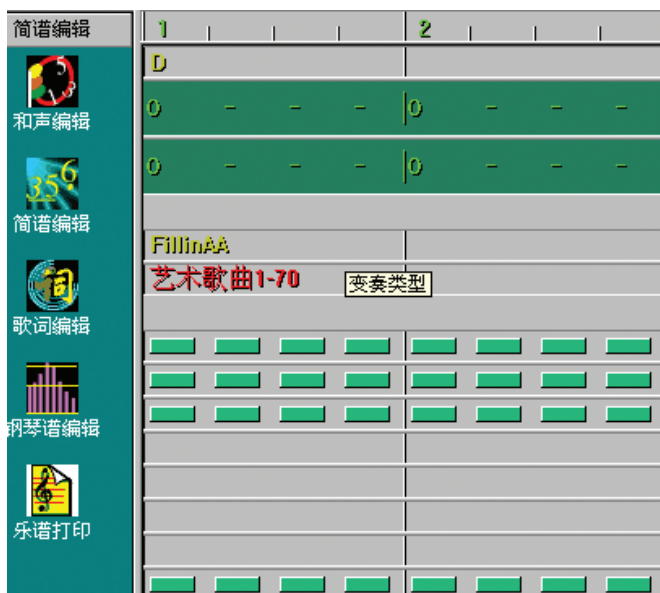 简谱编辑
1 2
D
0 - - - 0 - - -
和声编辑
0 - - - 0 - - -
简谱编辑
FillinAA
艺术歌曲1-70
变奏类型
歌词编辑
钢琴谱编辑
乐谱打印